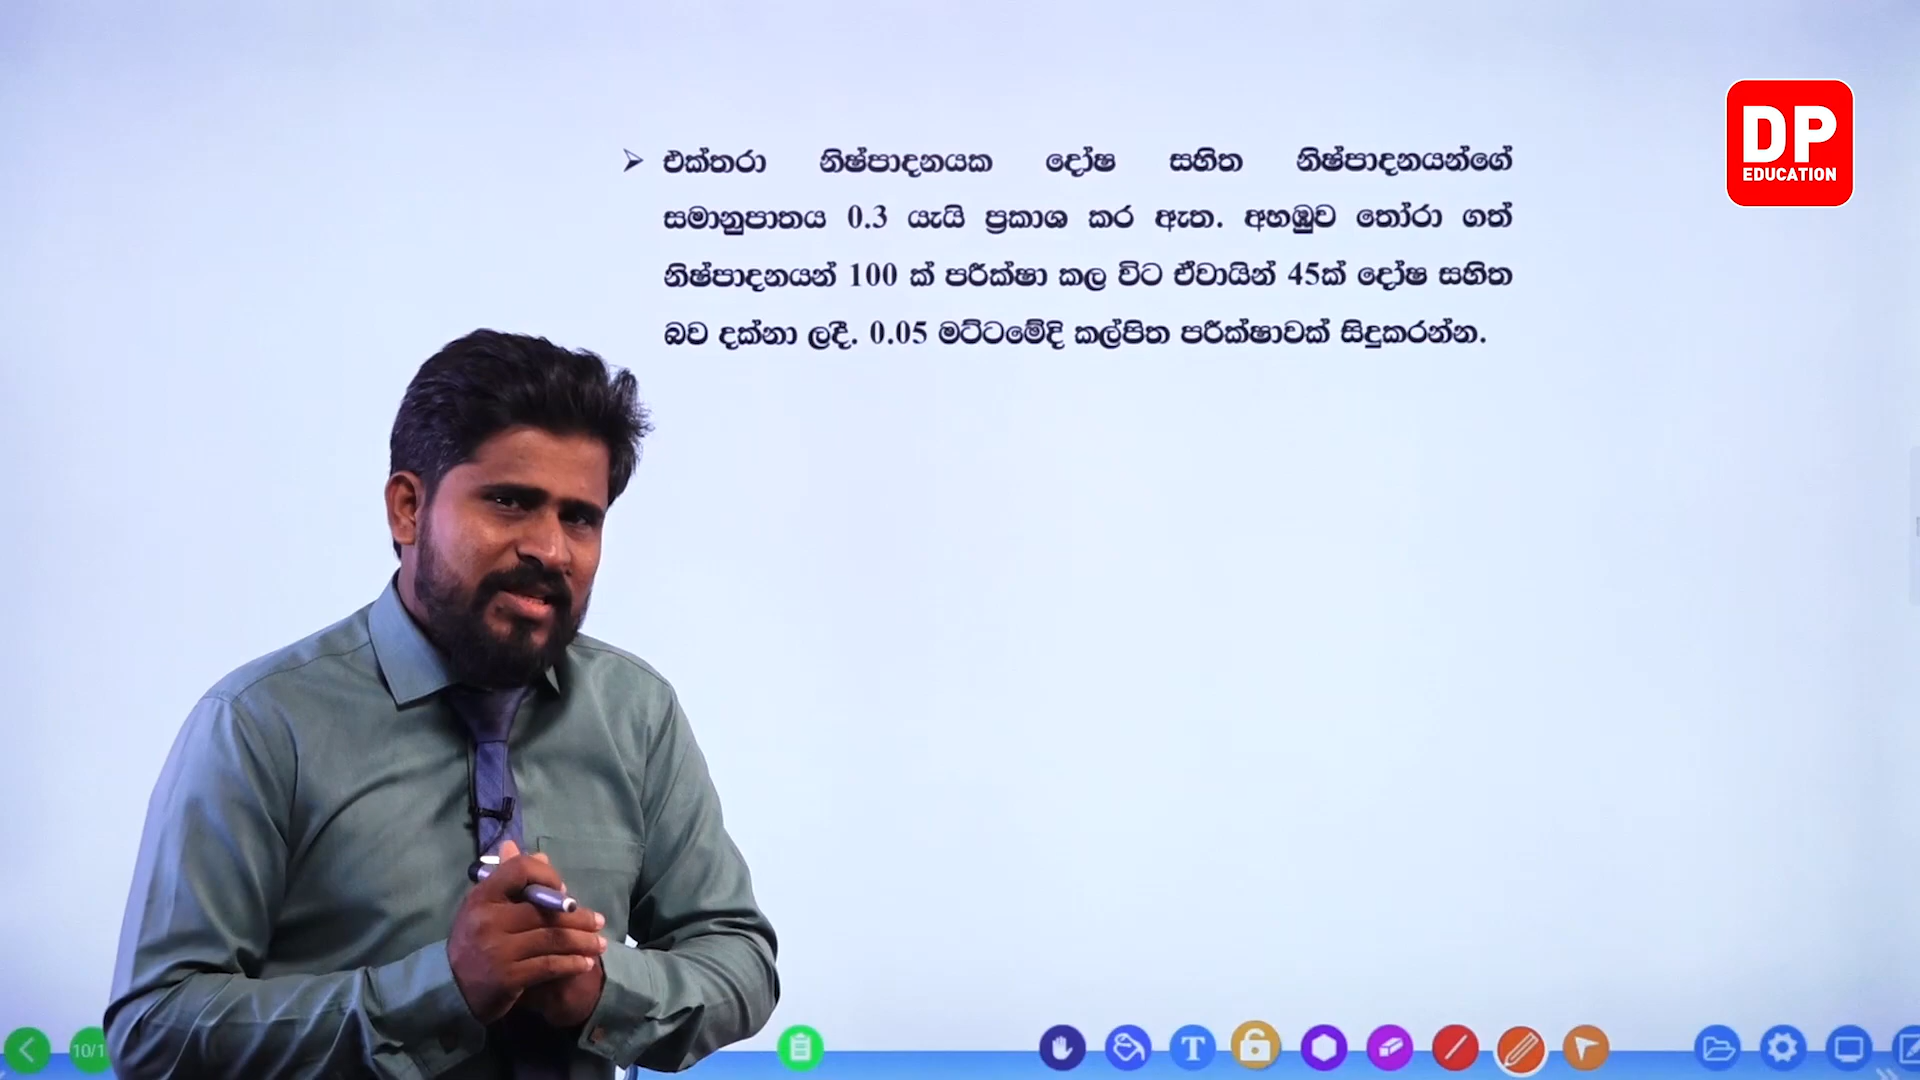 ➢ එක්තරා නිෂ්පාදනයක දෝෂ සහිත නිෂ්පාදනයන්ගේ
සමානුපාතය 0.3 යැයි ප්‍රකාශ කර ඇත. අහඹුව තෝරා ගත්
නිෂ්පාදනයන් 100 ක් පරීක්ෂා කල විට ඒවායින් 45ක් දෝෂ සහිත
බව දක්නා ලදී. 0.05 මට්ටමේදි කල්පිත පරීක්ෂාවක් සිදුකරන්න.
DP
EDUCATION
10/1
T